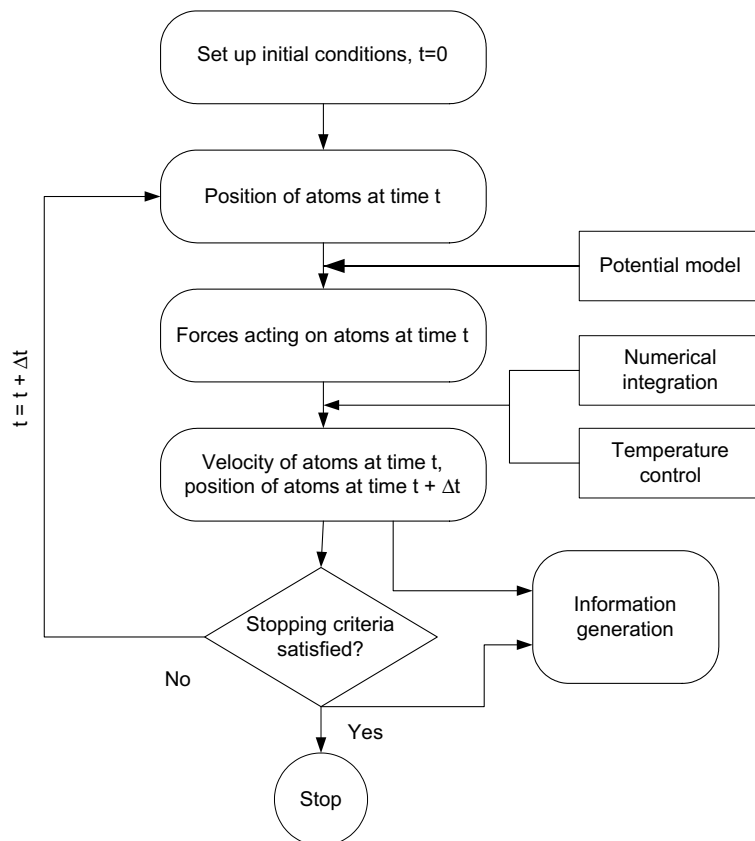 Set up initial conditions, t=0
Position of atoms at time t
Potential model
Forces acting on atoms at time t
Numerical
integration
t = t + Δt
Velocity of atoms at time t,
position of atoms at time t + Δt
Temperature
control
Stopping criteria
satisfied?
Information
generation
No
Yes
Stop